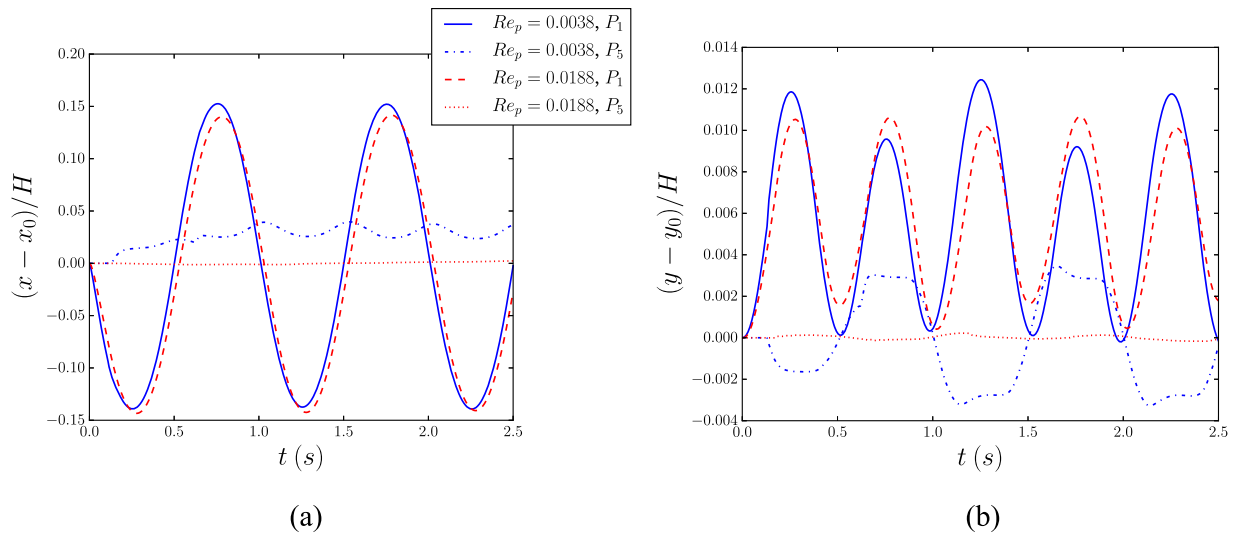 Re_p = 0.0038, P_1
Re_p = 0.0038, P_5
Re_p = 0.0188, P_1
Re_p = 0.0188, P_5
0.20
0.15
0.10
0.05
0.00
−0.05
−0.10
−0.15
(x − x_0)/H
0.0 0.5 1.0 1.5 2.0 2.5
t (s)
(a)
0.014
0.012
0.010
0.008
0.006
0.004
0.002
0.000
−0.002
−0.004
(y − y_0)/H
0.0 0.5 1.0 1.5 2.0 2.5
t (s)
(b)